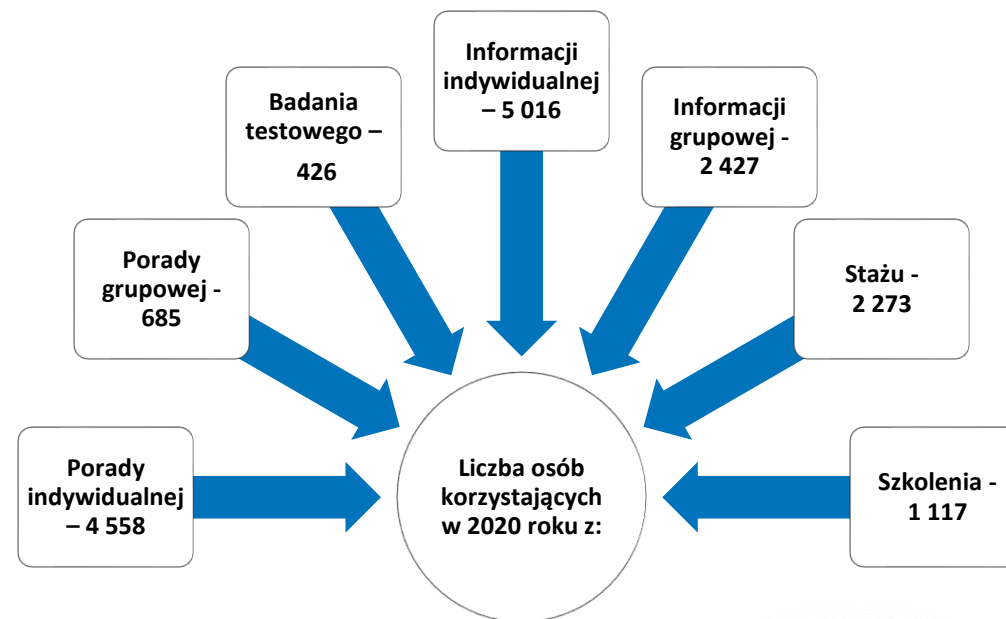 Informacji
indywidualnej
– 5 016
Badania
testowego –
426
Informacji
grupowej -
2 427
Porady
grupowej -
685
Stażu -
2 273
Porady
indywidualnej
– 4 558
Liczba osób
korzystających
w 2020 roku z:
Szkolenia -
1 117